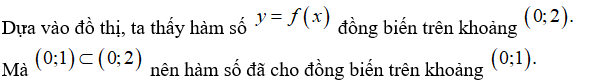 Dựa vào đồ thị, ta thấy hàm số y = f(x) đồng biến trên khoảng (0;2).
Mà (0;1) ⊂ (0;2) nên hàm số đã cho đồng biến trên khoảng (0;1).